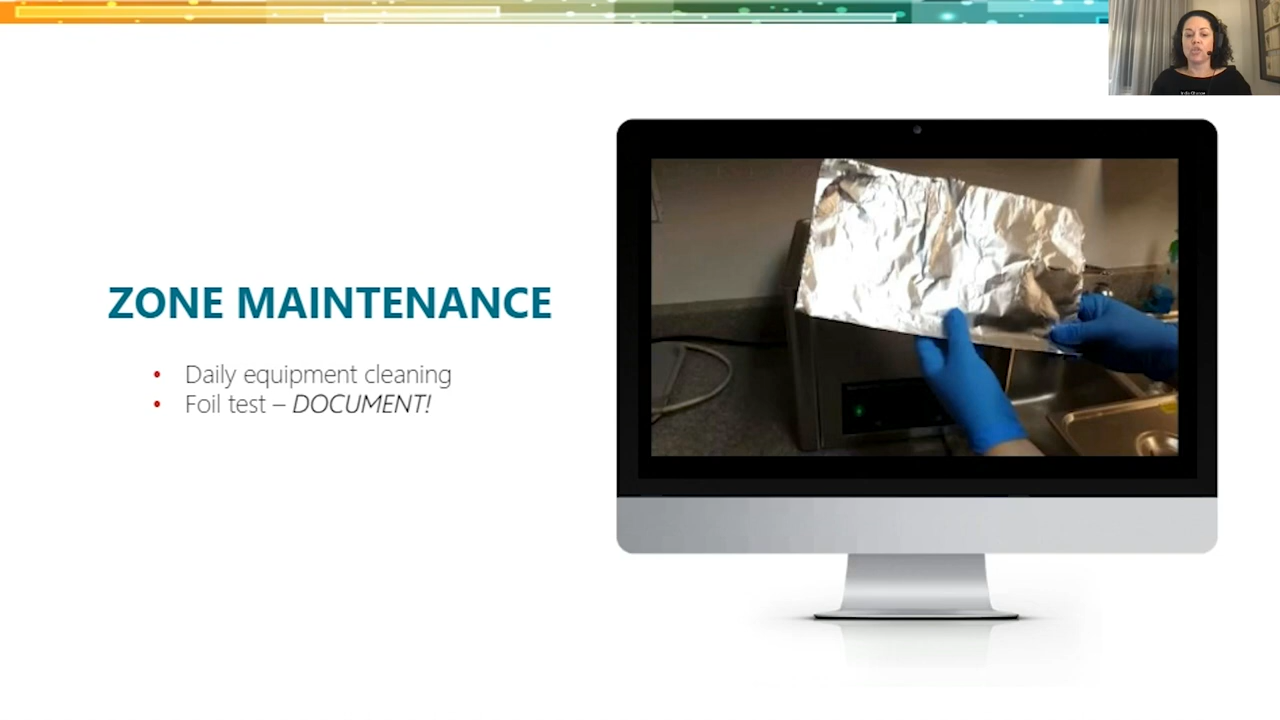 ZONE MAINTENANCE
• Daily equipment cleaning
• Foil test – DOCUMENT!